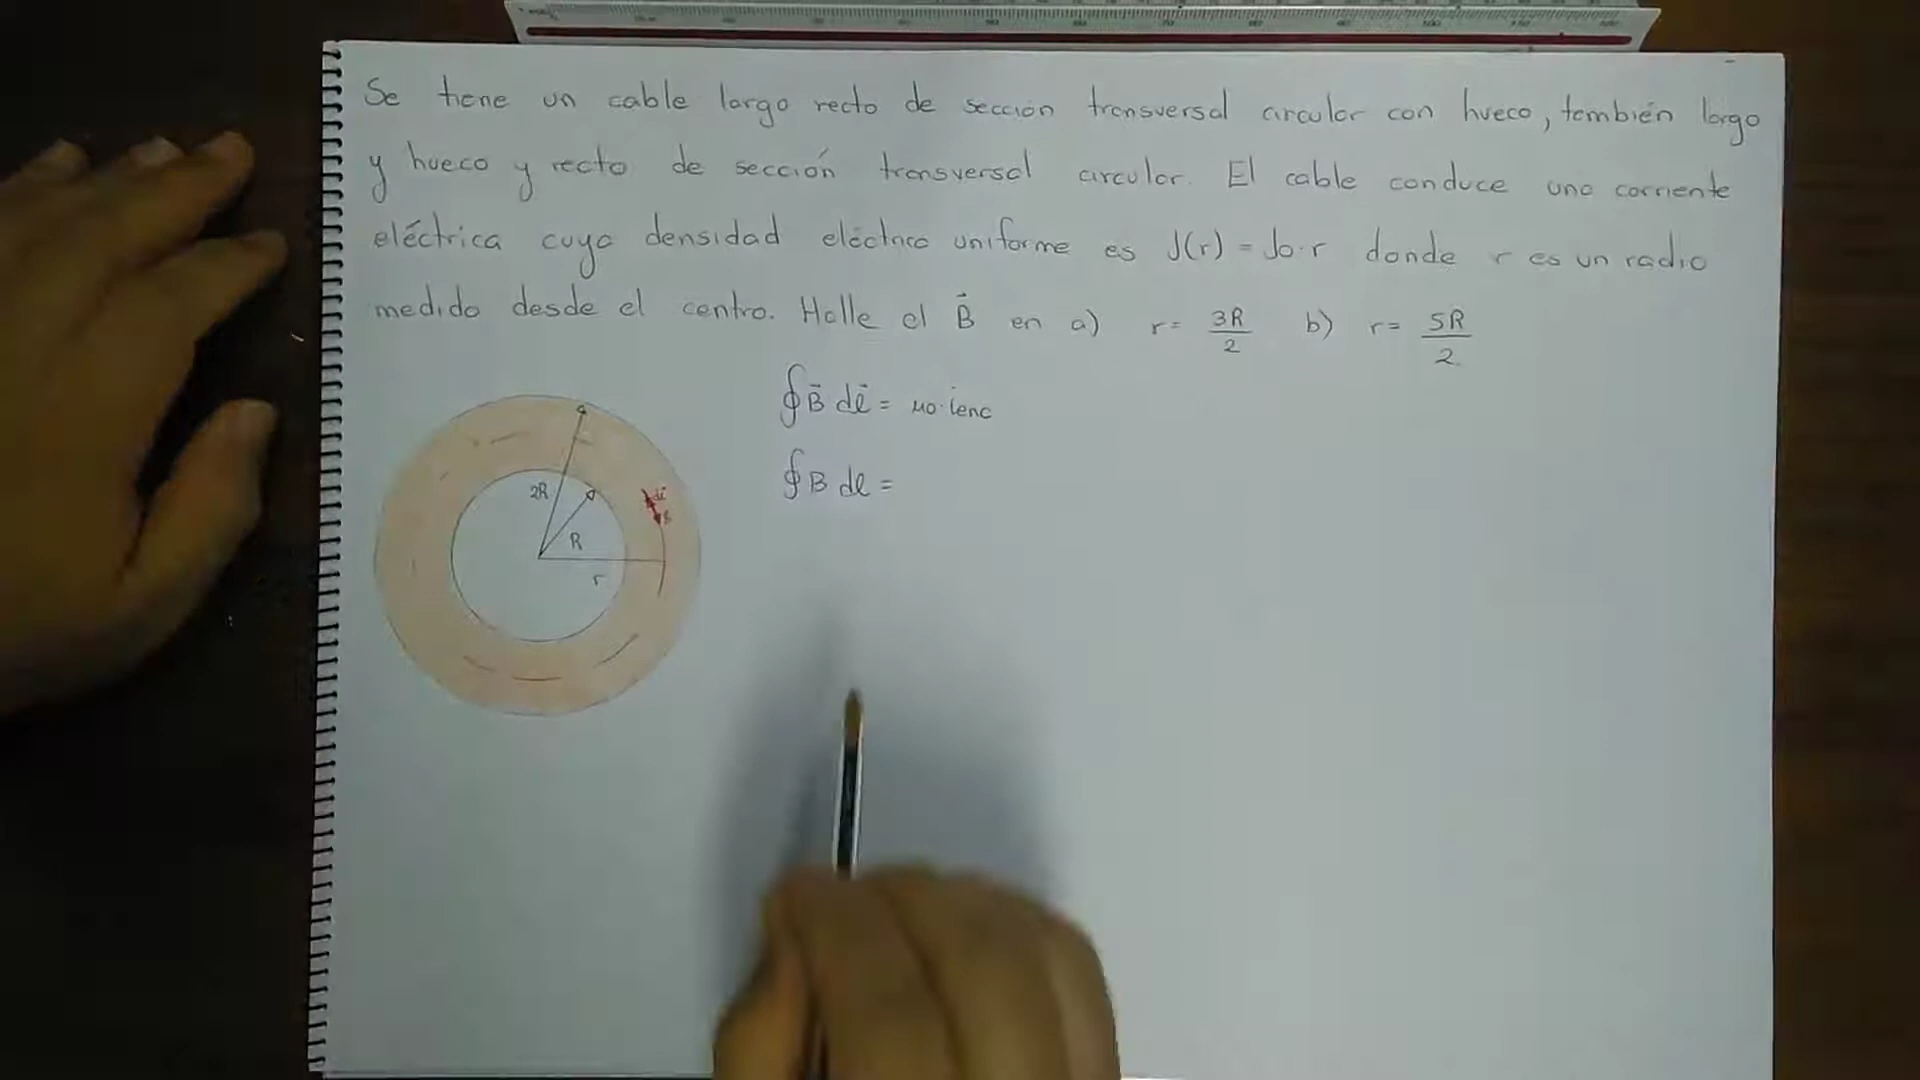 Se tiene un cable largo recto de sección transversal circular con hueco, también largo
y hueco y recto de sección transversal circular. El cable conduce una corriente
eléctrica cuya densidad eléctrica uniforme es J(r) = Jo·r donde r es un radio
medido desde el centro. Halle el B⃗ en a) r = 3R/2 b) r = 5R/2
∮ B⃗ dl⃗ = μo·ienc
∮ B dl =
2R
R
r